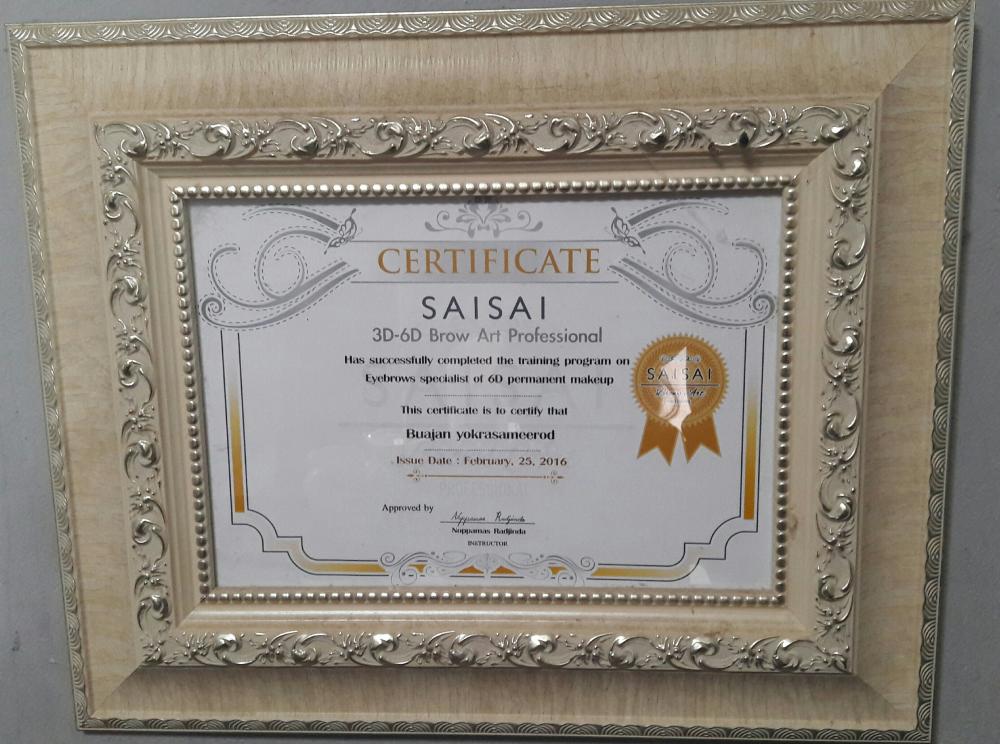 CERTIFICATE
SAISAI
3D-6D Brow Art Professional
Has successfully completed the training program on
Eyebrows specialist of 6D permanent makeup
This certificate is to certify that
Buajan yokrasameerod
Issue Date : February, 25, 2016
Approved by
Noppamas Radjinda
Noppamas Radjinda
INSTRUCTOR
SAISAI